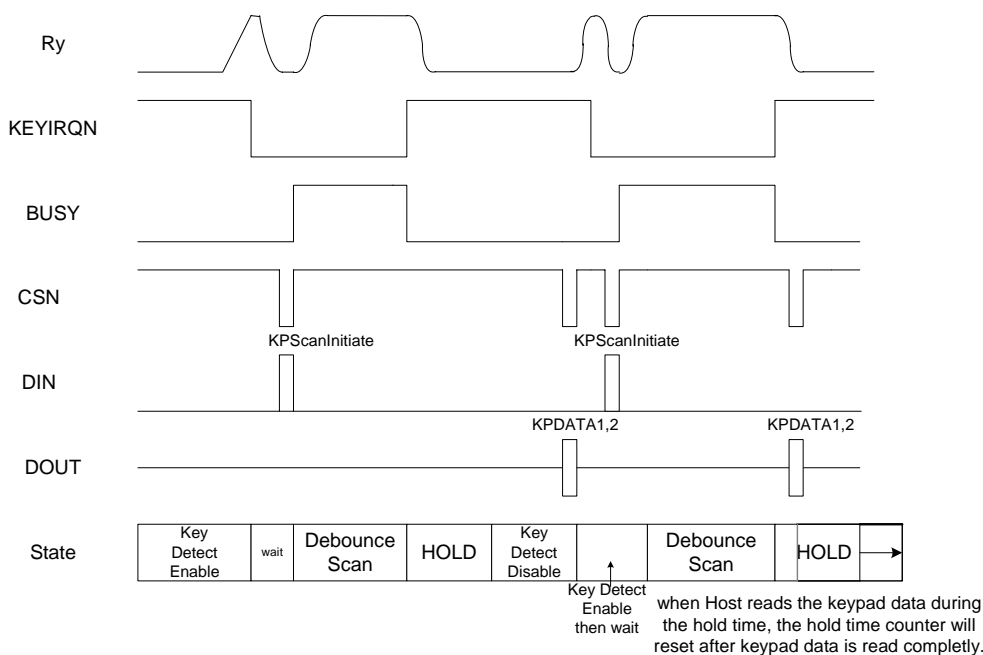 Ry
KEYIRQN
BUSY
CSN
KPScanInitiate
KPScanInitiate
DIN
KPDATA1,2
KPDATA1,2
DOUT
State
Key
Detect
Enable
wait
Debounce
Scan
HOLD
Key
Detect
Disable
Debounce
Scan
HOLD
Key Detect
Enable
then wait
when Host reads the keypad data during
the hold time, the hold time counter will
reset after keypad data is read completly.